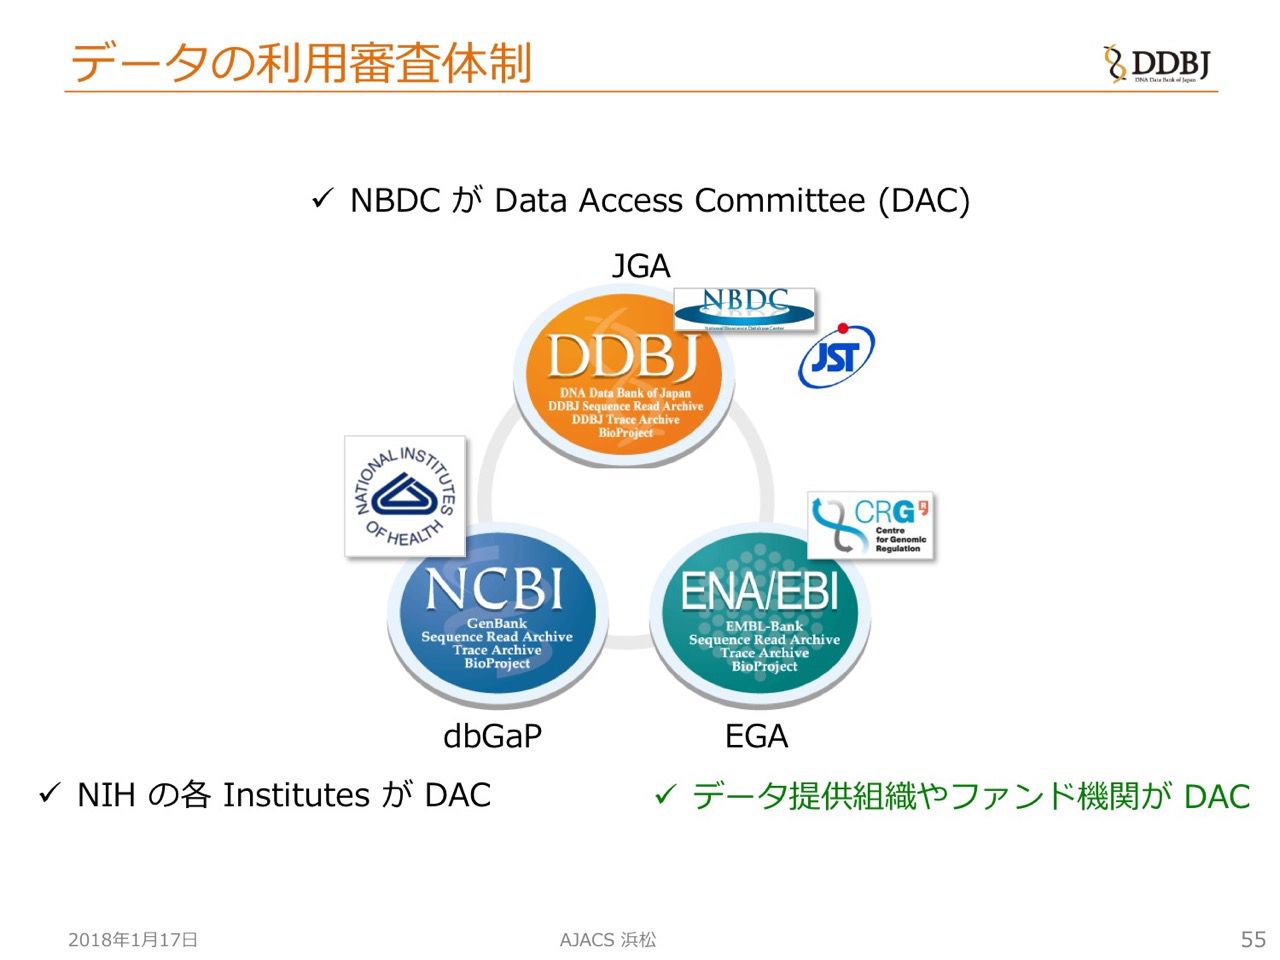 データの利用審査体制
DDBJ
DNA Data Bank of Japan
✓ NBDC が Data Access Committee (DAC)
JGA
NBDC
National Bioscience Database Center
JST
DDBJ
DNA Data Bank of Japan
DDBJ Sequence Read Archive
DDBJ Trace Archive
BioProject
NATIONAL INSTITUTES
OF HEALTH
CRG
Centre
for Genomic
Regulation
NCBI
GenBank
Sequence Read Archive
Trace Archive
BioProject
ENA/EBI
EMBL-Bank
Sequence Read Archive
Trace Archive
BioProject
dbGaP
EGA
✓ NIH の各 Institutes が DAC
✓ データ提供組織やファンド機関が DAC
2018年1月17日
AJACS 浜松
55